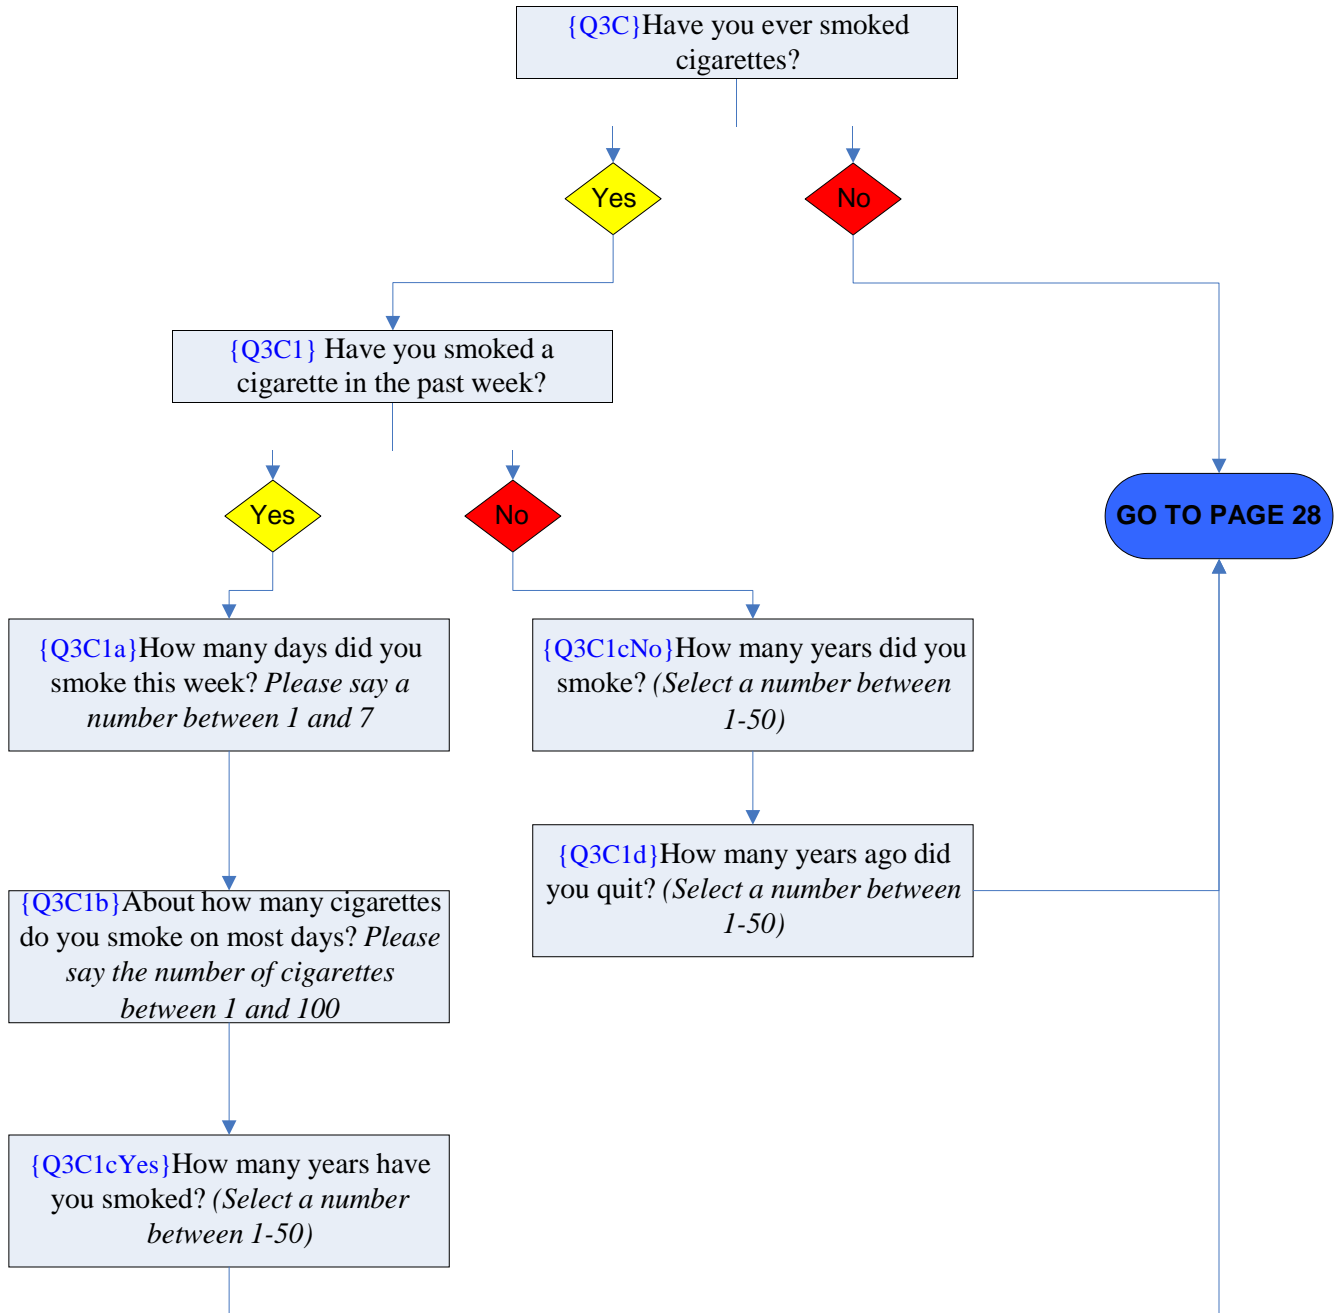 {Q3C}Have you ever smoked
cigarettes?
Yes
No
{Q3C1} Have you smoked a
cigarette in the past week?
Yes
No
GO TO PAGE 28
{Q3C1a}How many days did you
smoke this week? Please say a
number between 1 and 7
{Q3C1cNo}How many years did you
smoke? (Select a number between
1-50)
{Q3C1b}About how many cigarettes
do you smoke on most days? Please
say the number of cigarettes
between 1 and 100
{Q3C1d}How many years ago did
you quit? (Select a number between
1-50)
{Q3C1cYes}How many years have
you smoked? (Select a number
between 1-50)